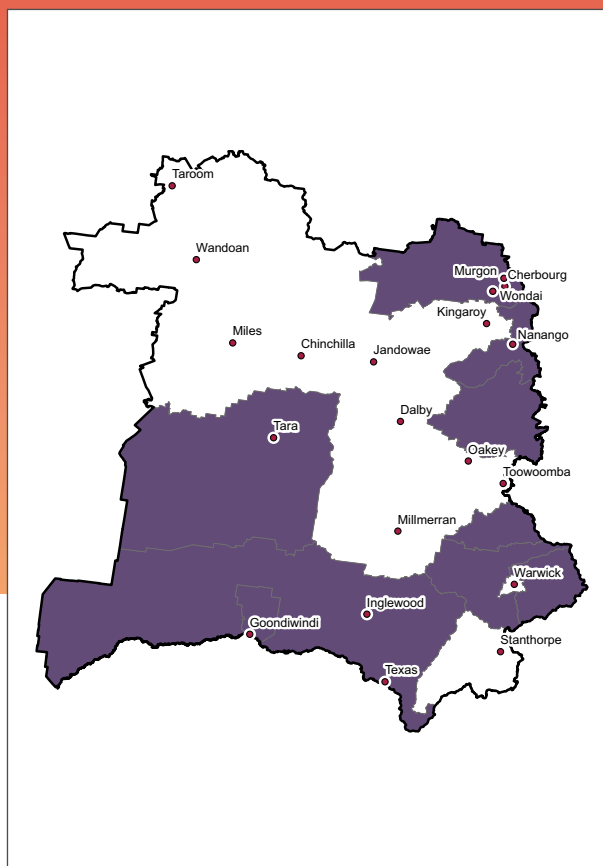 Taroom
Wandoan
Murgon
Cherbourg
Wondai
Kingaroy
Nanango
Miles
Chinchilla
Jandowae
Dalby
Tara
Oakey
Toowoomba
Millmerran
Warwick
Inglewood
Goondiwindi
Stanthorpe
Texas